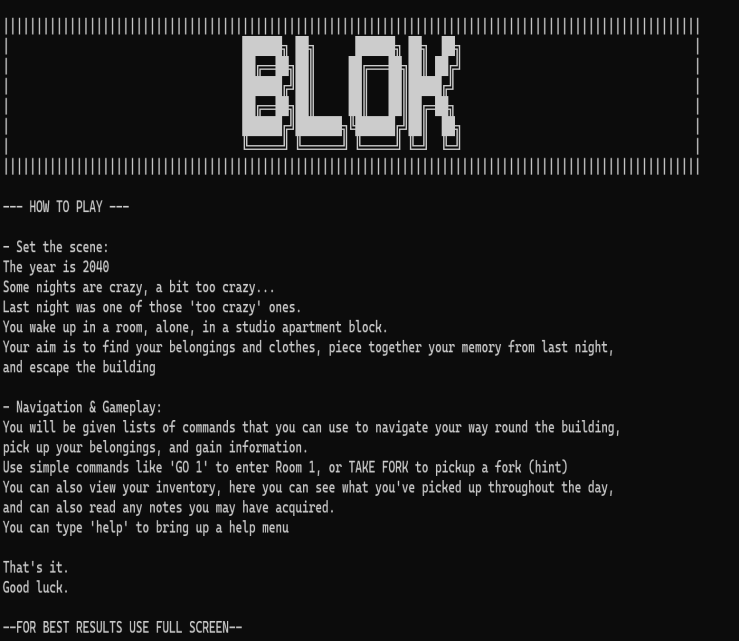 BLOK
--- HOW TO PLAY ---
- Set the scene:
The year is 2040
Some nights are crazy, a bit too crazy...
Last night was one of those 'too crazy' ones.
You wake up in a room, alone, in a studio apartment block.
Your aim is to find your belongings and clothes, piece together your memory from last night,
and escape the building
- Navigation & Gameplay:
You will be given lists of commands that you can use to navigate your way round the building,
pick up your belongings, and gain information.
Use simple commands like 'GO 1' to enter Room 1, or TAKE FORK to pickup a fork (hint)
You can also view your inventory, here you can see what you've picked up throughout the day,
and can also read any notes you may have acquired.
You can type 'help' to bring up a help menu
That's it.
Good luck.
--FOR BEST RESULTS USE FULL SCREEN--